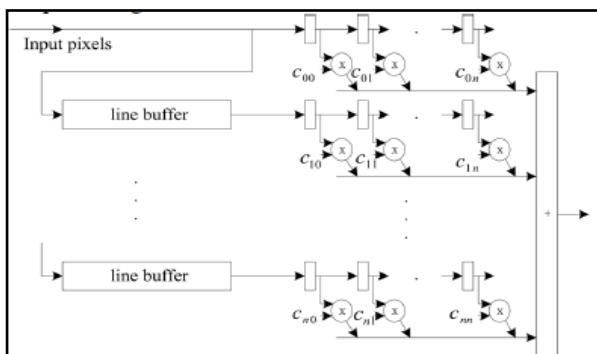 Input pixels
x x x
c00 c01 . c0n
line buffer
x x x
c10 c11 . c1n
+
line buffer
x x x
cn0 cn1 . cnn